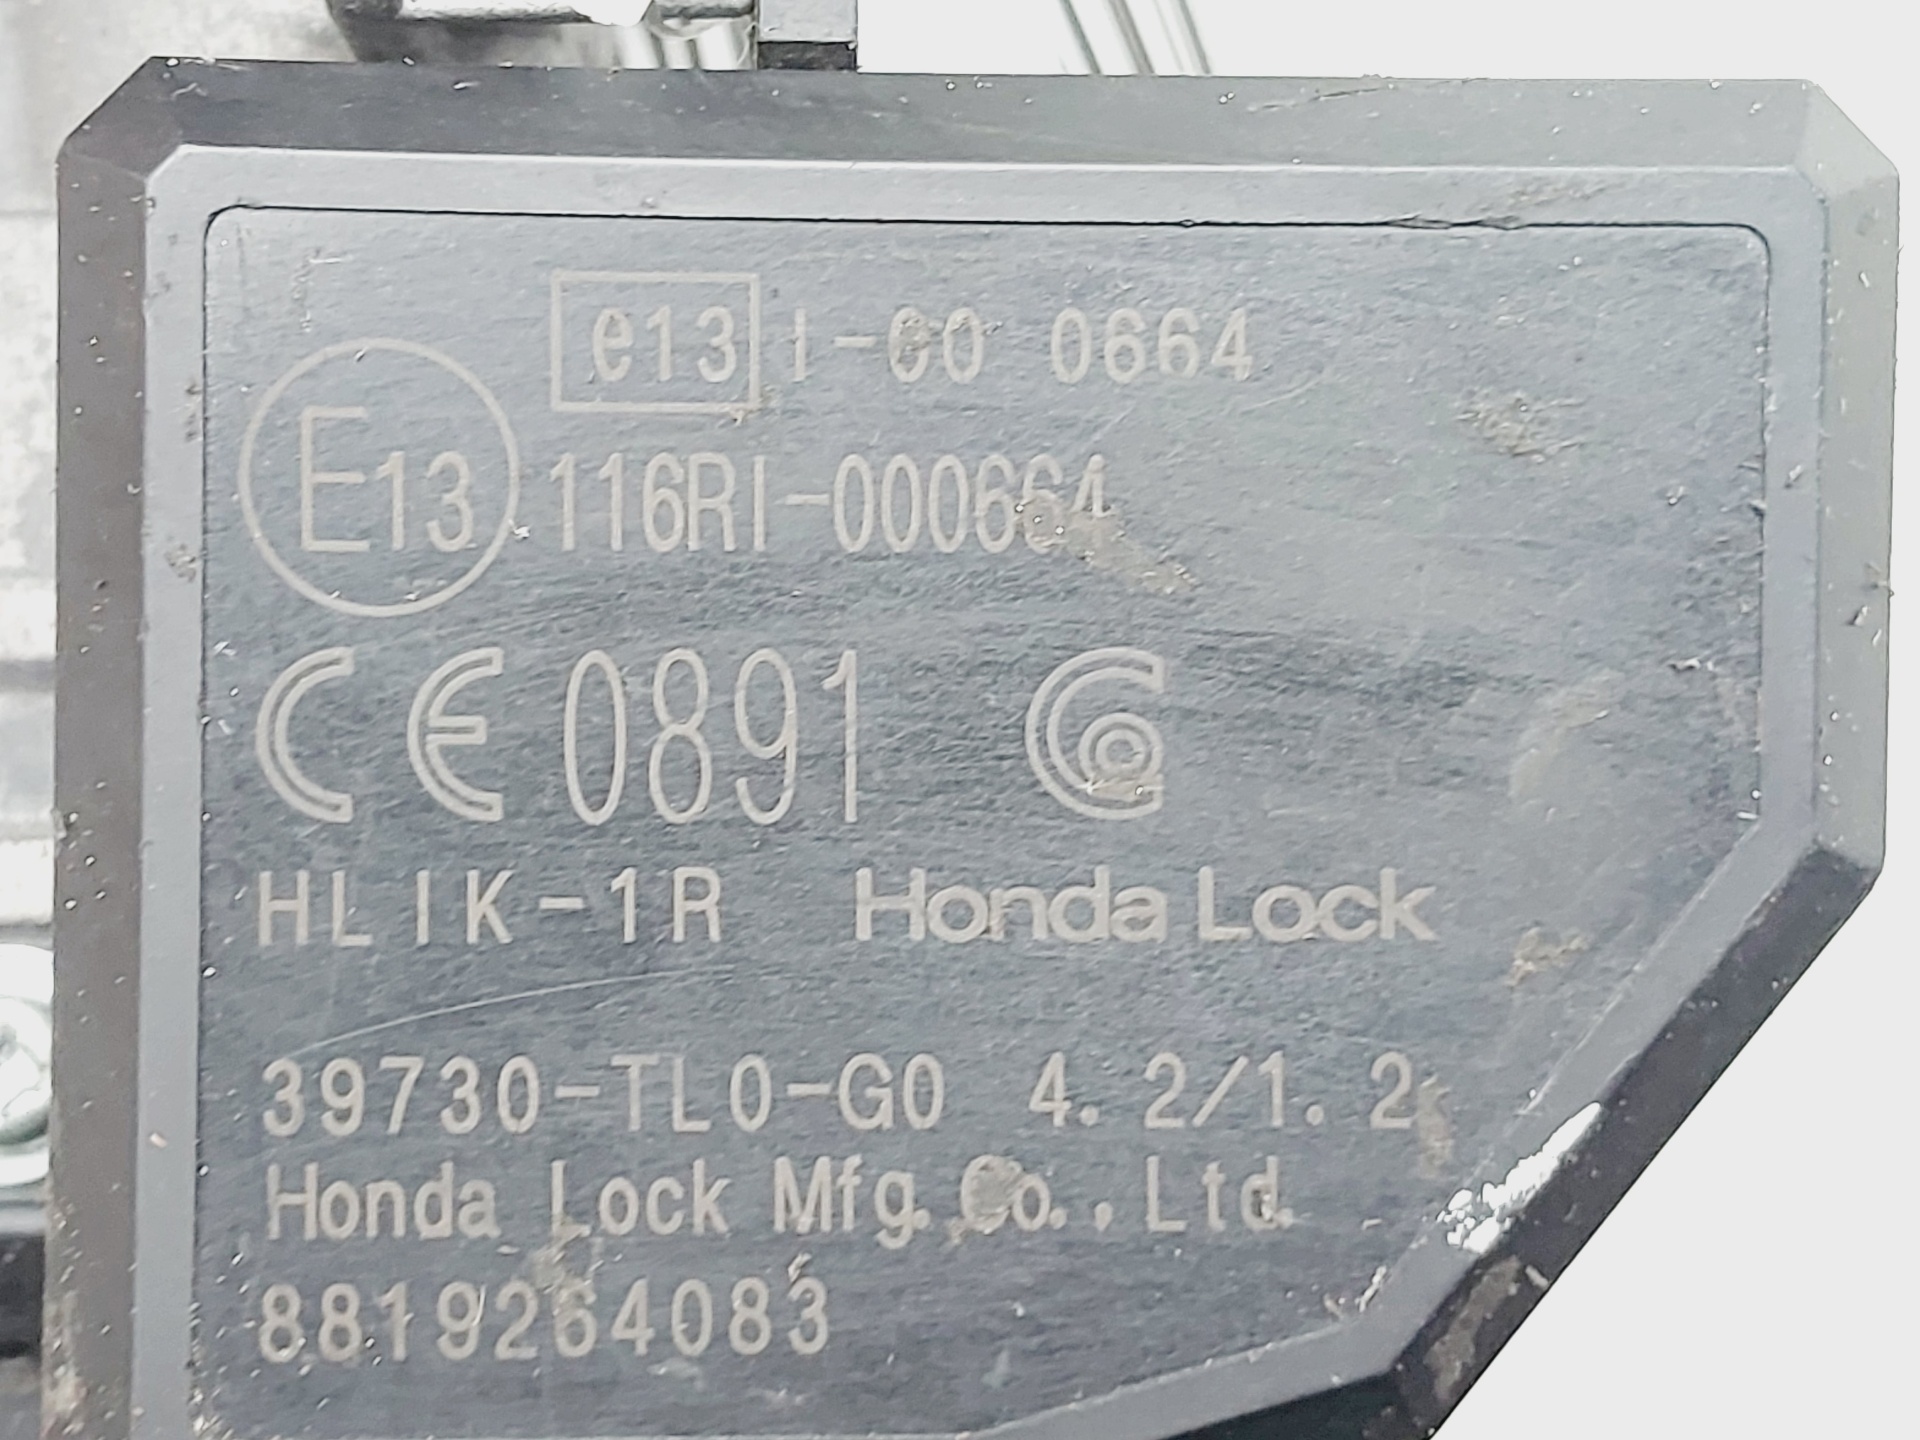 e13 I-00 0664
E13 116RI-000664
CE 0891
HLIK-1R Honda Lock
39730-TL0-G0 4.2/1.2
Honda Lock Mfg. Co., Ltd.
8819264083